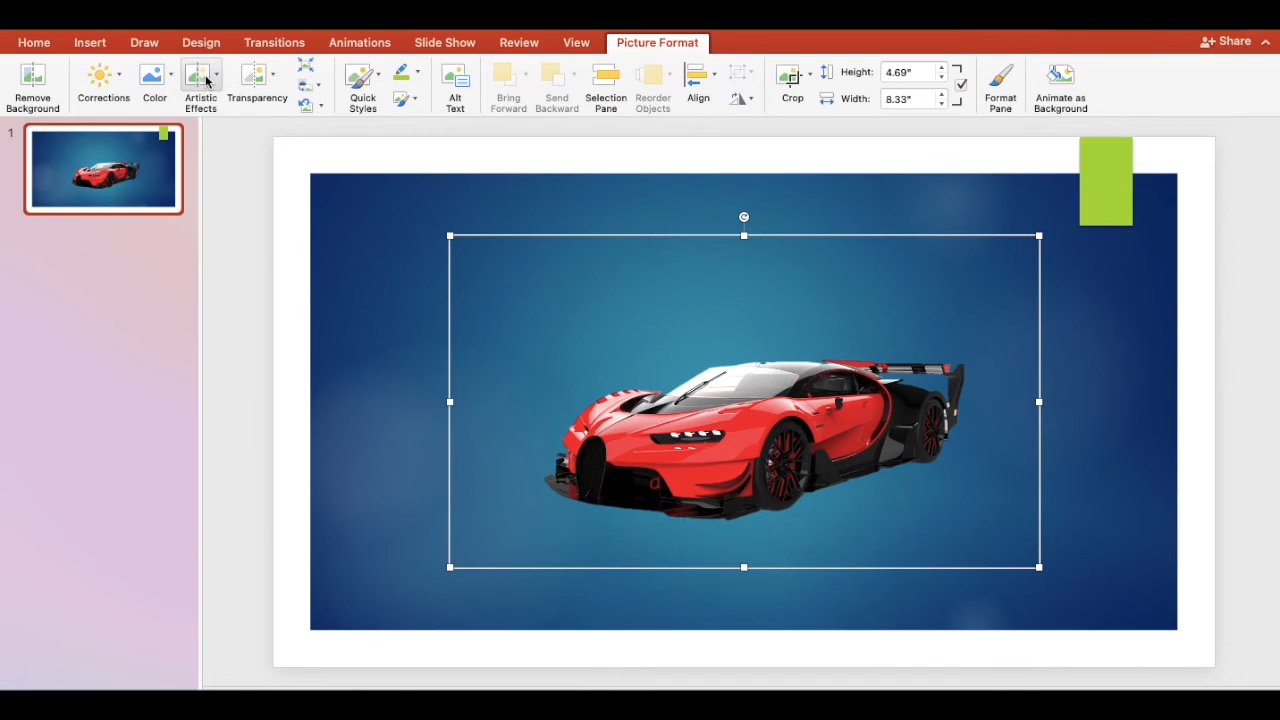 Home Insert Draw Design Transitions Animations Slide Show Review View Picture Format Share
Remove Background
Corrections
Color
Artistic Effects
Transparency
Quick Styles
Alt Text
Bring Forward
Send Backward
Selection Pane
Reorder Objects
Align
Crop
Height: 4.69"
Width: 8.33"
Format Pane
Animate as Background
1